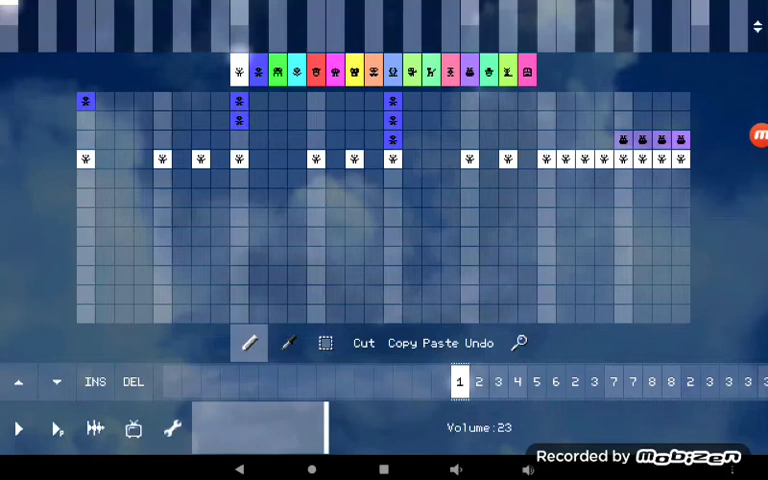 Cut Copy Paste Undo
INS DEL 1 2 3 4 5 6 2 3 7 7 8 8 2 3 3 3
Volume:23
Recorded by mobizen